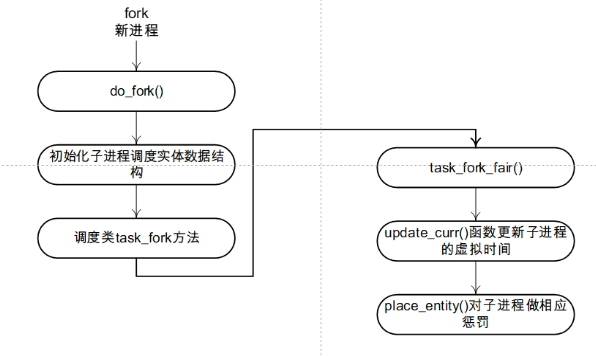 fork
新进程
do_fork()
初始化子进程调度实体数据结
构
调度类task_fork方法
task_fork_fair()
update_curr()函数更新子进程
的虚拟时间
place_entity()对子进程做相应
惩罚